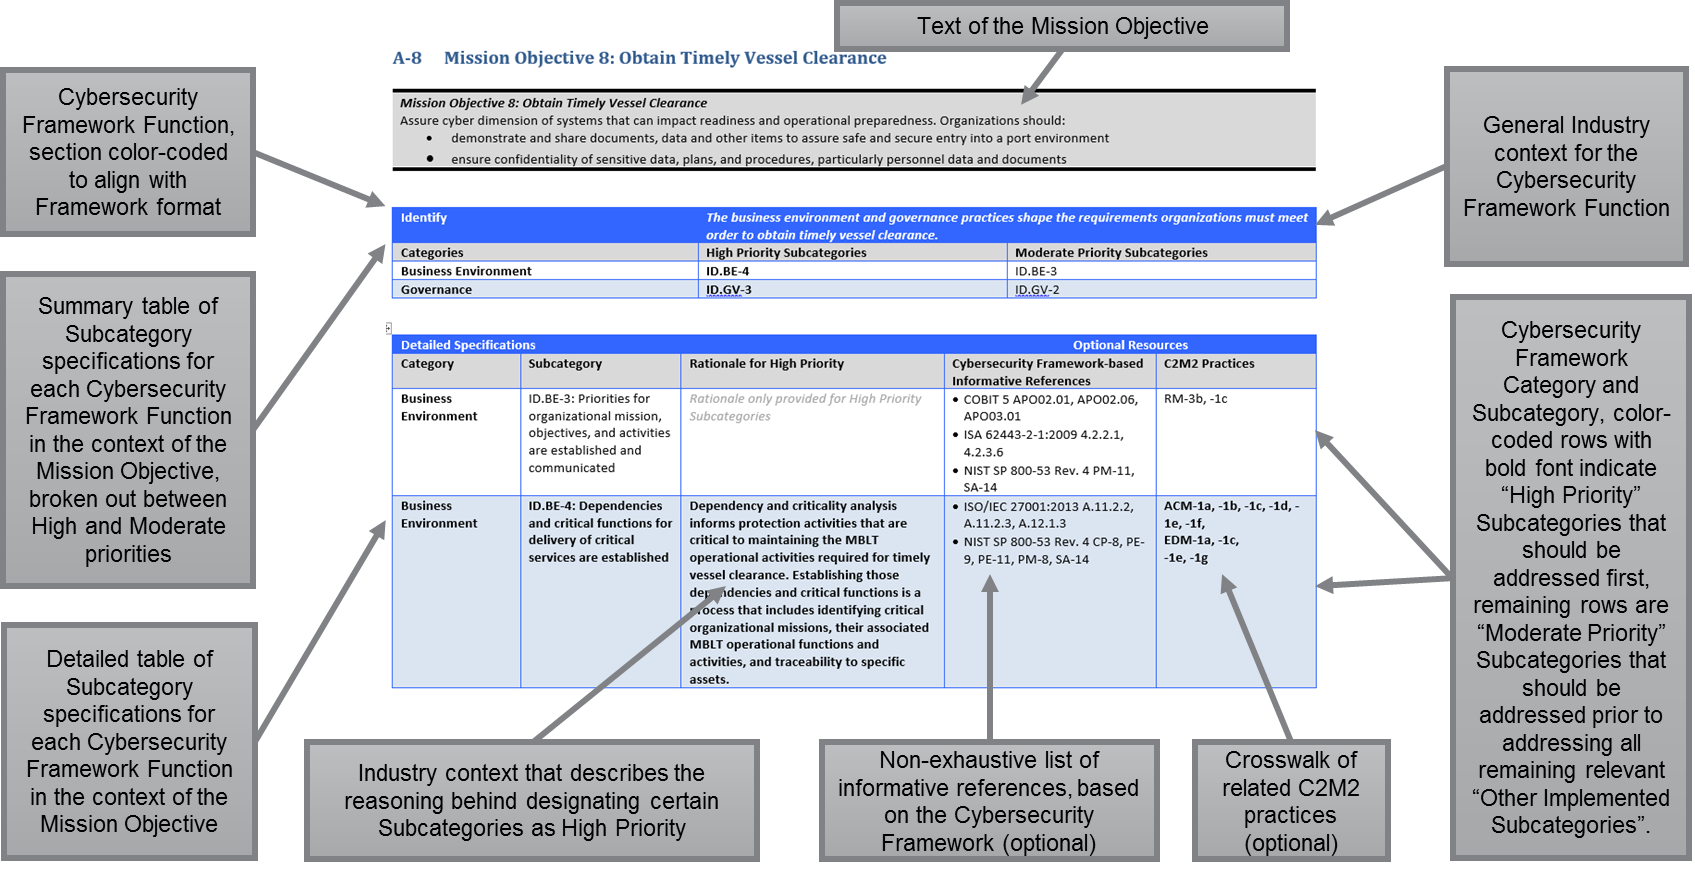 Text of the Mission Objective
A-8 Mission Objective 8: Obtain Timely Vessel Clearance
Cybersecurity
Framework Function,
section color-coded
to align with
Framework format
Mission Objective 8: Obtain Timely Vessel Clearance
Assure cyber dimension of systems that can impact readiness and operational preparedness. Organizations should:
• demonstrate and share documents, data and other items to assure safe and secure entry into a port environment
• ensure confidentiality of sensitive data, plans, and procedures, particularly personnel data and documents
General Industry
context for the
Cybersecurity
Framework Function
Identify
The business environment and governance practices shape the requirements organizations must meet
order to obtain timely vessel clearance.
Categories High Priority Subcategories Moderate Priority Subcategories
Business Environment ID.BE-4 ID.BE-3
Governance ID.GV-3 ID.GV-2
Summary table of
Subcategory
specifications for
each Cybersecurity
Framework Function
in the context of the
Mission Objective,
broken out between
High and Moderate
priorities
Detailed Specifications Optional Resources
Category
Subcategory
Rationale for High Priority
Cybersecurity Framework-based
Informative References
C2M2 Practices
Business
Environment
ID.BE-3: Priorities for
organizational mission,
objectives, and activities
are established and
communicated
Rationale only provided for High Priority
Subcategories
• COBIT 5 APO02.01, APO02.06,
APO03.01
• ISA 62443-2-1:2009 4.2.2.1,
4.2.3.6
• NIST SP 800-53 Rev. 4 PM-11,
SA-14
RM-3b, -1c
Business
Environment
ID.BE-4: Dependencies
and critical functions for
delivery of critical
services are established
Dependency and criticality analysis
informs protection activities that are
critical to maintaining the MBLT
operational activities required for timely
vessel clearance. Establishing those
dependencies and critical functions is a
process that includes identifying critical
organizational missions, their associated
MBLT operational functions and
activities, and traceability to specific
assets.
• ISO/IEC 27001:2013 A.11.2.2,
A.11.2.3, A.12.1.3
• NIST SP 800-53 Rev. 4 CP-8, PE-
9, PE-11, PM-8, SA-14
ACM-1a, -1b, -1c, -1d, -
1e, -1f,
EDM-1a, -1c,
-1e, -1g
Cybersecurity
Framework
Category and
Subcategory, color-
coded rows with
bold font indicate
“High Priority”
Subcategories that
should be
addressed first,
remaining rows are
“Moderate Priority”
Subcategories that
should be
addressed prior to
addressing all
remaining relevant
“Other Implemented
Subcategories”.
Detailed table of
Subcategory
specifications for
each Cybersecurity
Framework Function
in the context of the
Mission Objective
Industry context that describes the
reasoning behind designating certain
Subcategories as High Priority
Non-exhaustive list of
informative references, based
on the Cybersecurity
Framework (optional)
Crosswalk of
related C2M2
practices
(optional)